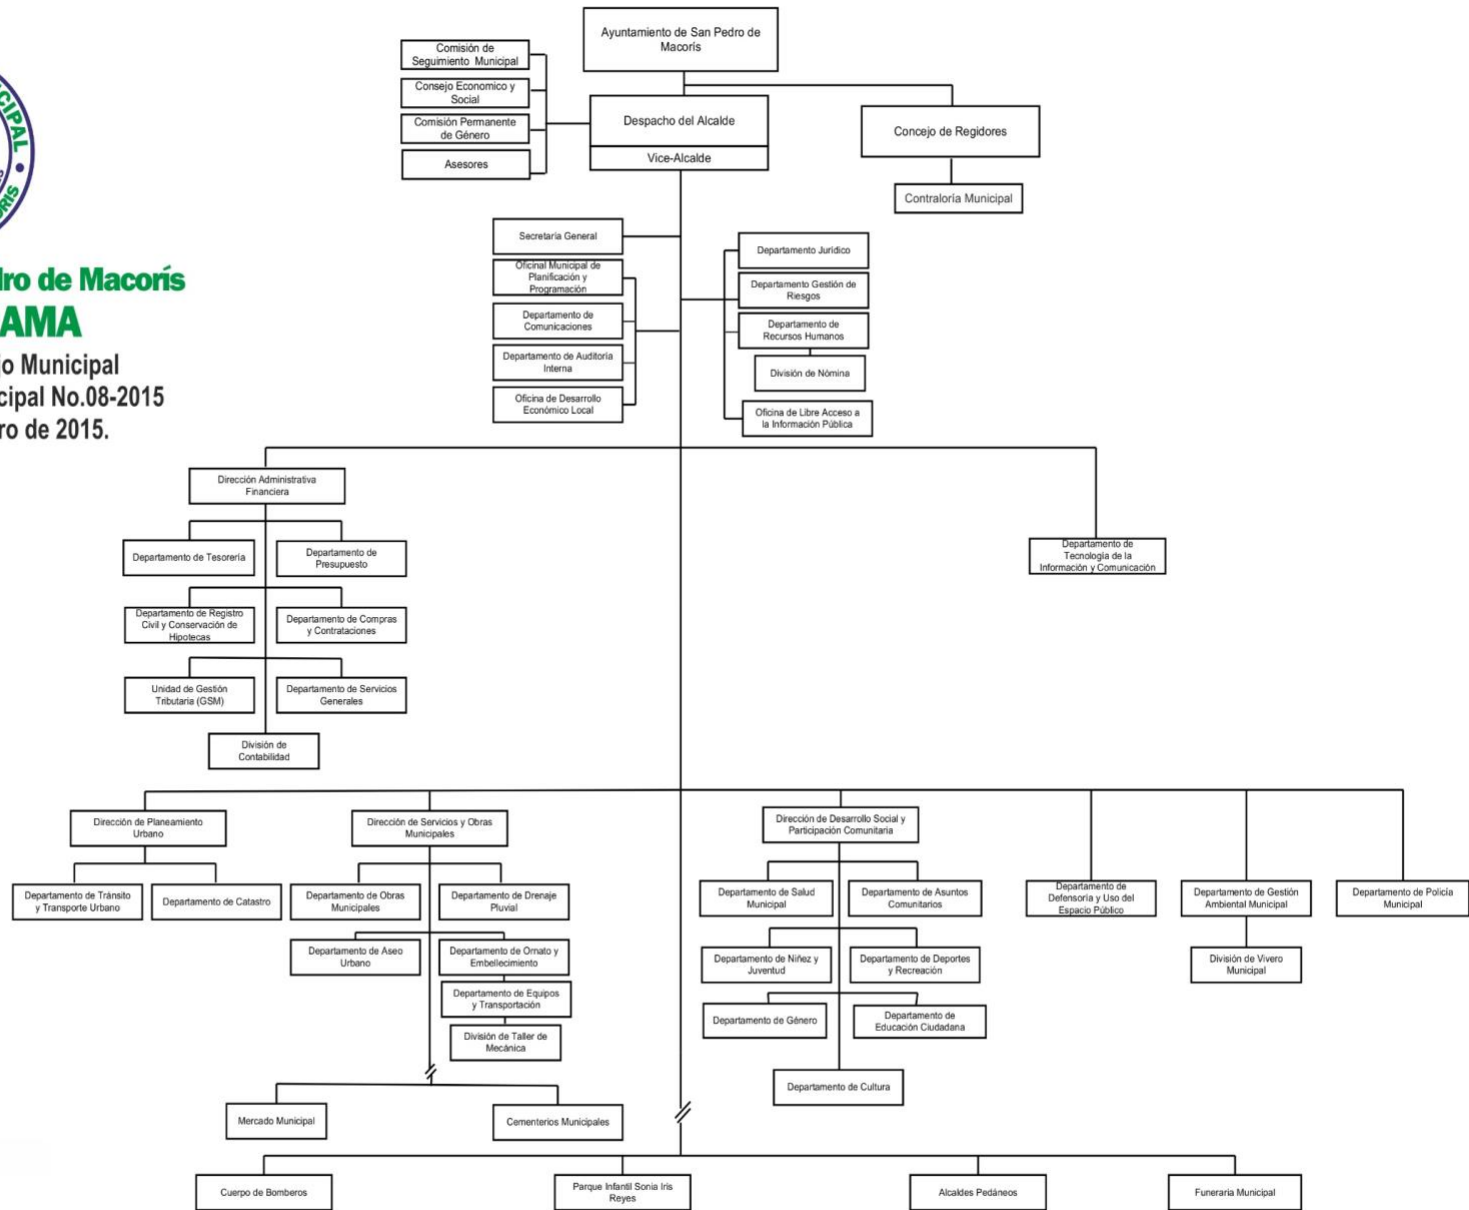 Ayuntamiento de San Pedro de
Macorís
Comisión de
Seguimiento Municipal
Consejo Economico y
Social
Comisión Permanente
de Género
Asesores
Despacho del Alcalde
Vice-Alcalde
Concejo de Regidores
Contraloría Municipal
Secretaría General
Oficinal Municipal de
Planificación y
Programación
Departamento de
Comunicaciones
Departamento de Auditoría
Interna
Oficina de Desarrollo
Económico Local
Departamento Jurídico
Departamento Gestión de
Riesgos
Departamento de
Recursos Humanos
División de Nómina
Oficina de Libre Acceso a
la Información Pública
dro de Macorís
AMA
jo Municipal
cipal No.08-2015
ro de 2015.
Dirección Administrativa
Financiera
Departamento de Tesorería
Departamento de
Presupuesto
Departamento de Registro
Civil y Conservación de
Hipotecas
Departamento de Compras
y Contrataciones
Unidad de Gestión
Tributaria (GSM)
Departamento de Servicios
Generales
División de
Contabilidad
Departamento de
Tecnología de la
Información y Comunicación
Dirección de Planeamiento
Urbano
Departamento de Tránsito
y Transporte Urbano
Departamento de Catastro
Dirección de Servicios y Obras
Municipales
Departamento de Obras
Municipales
Departamento de Drenaje
Pluvial
Departamento de Aseo
Urbano
Departamento de Ornato y
Embellecimiento
Departamento de Equipos
y Transportación
División de Taller de
Mecánica
Mercado Municipal
Cementerios Municipales
Dirección de Desarrollo Social y
Participación Comunitaria
Departamento de Salud
Municipal
Departamento de Asuntos
Comunitarios
Departamento de Niñez y
Juventud
Departamento de Deportes
y Recreación
Departamento de Género
Departamento de
Educación Ciudadana
Departamento de Cultura
Departamento de
Defensoría y Uso del
Espacio Público
Departamento de Gestión
Ambiental Municipal
División de Vivero
Municipal
Departamento de Policía
Municipal
Cuerpo de Bomberos
Parque Infantil Sonia Iris
Reyes
Alcaldes Pedáneos
Funeraria Municipal